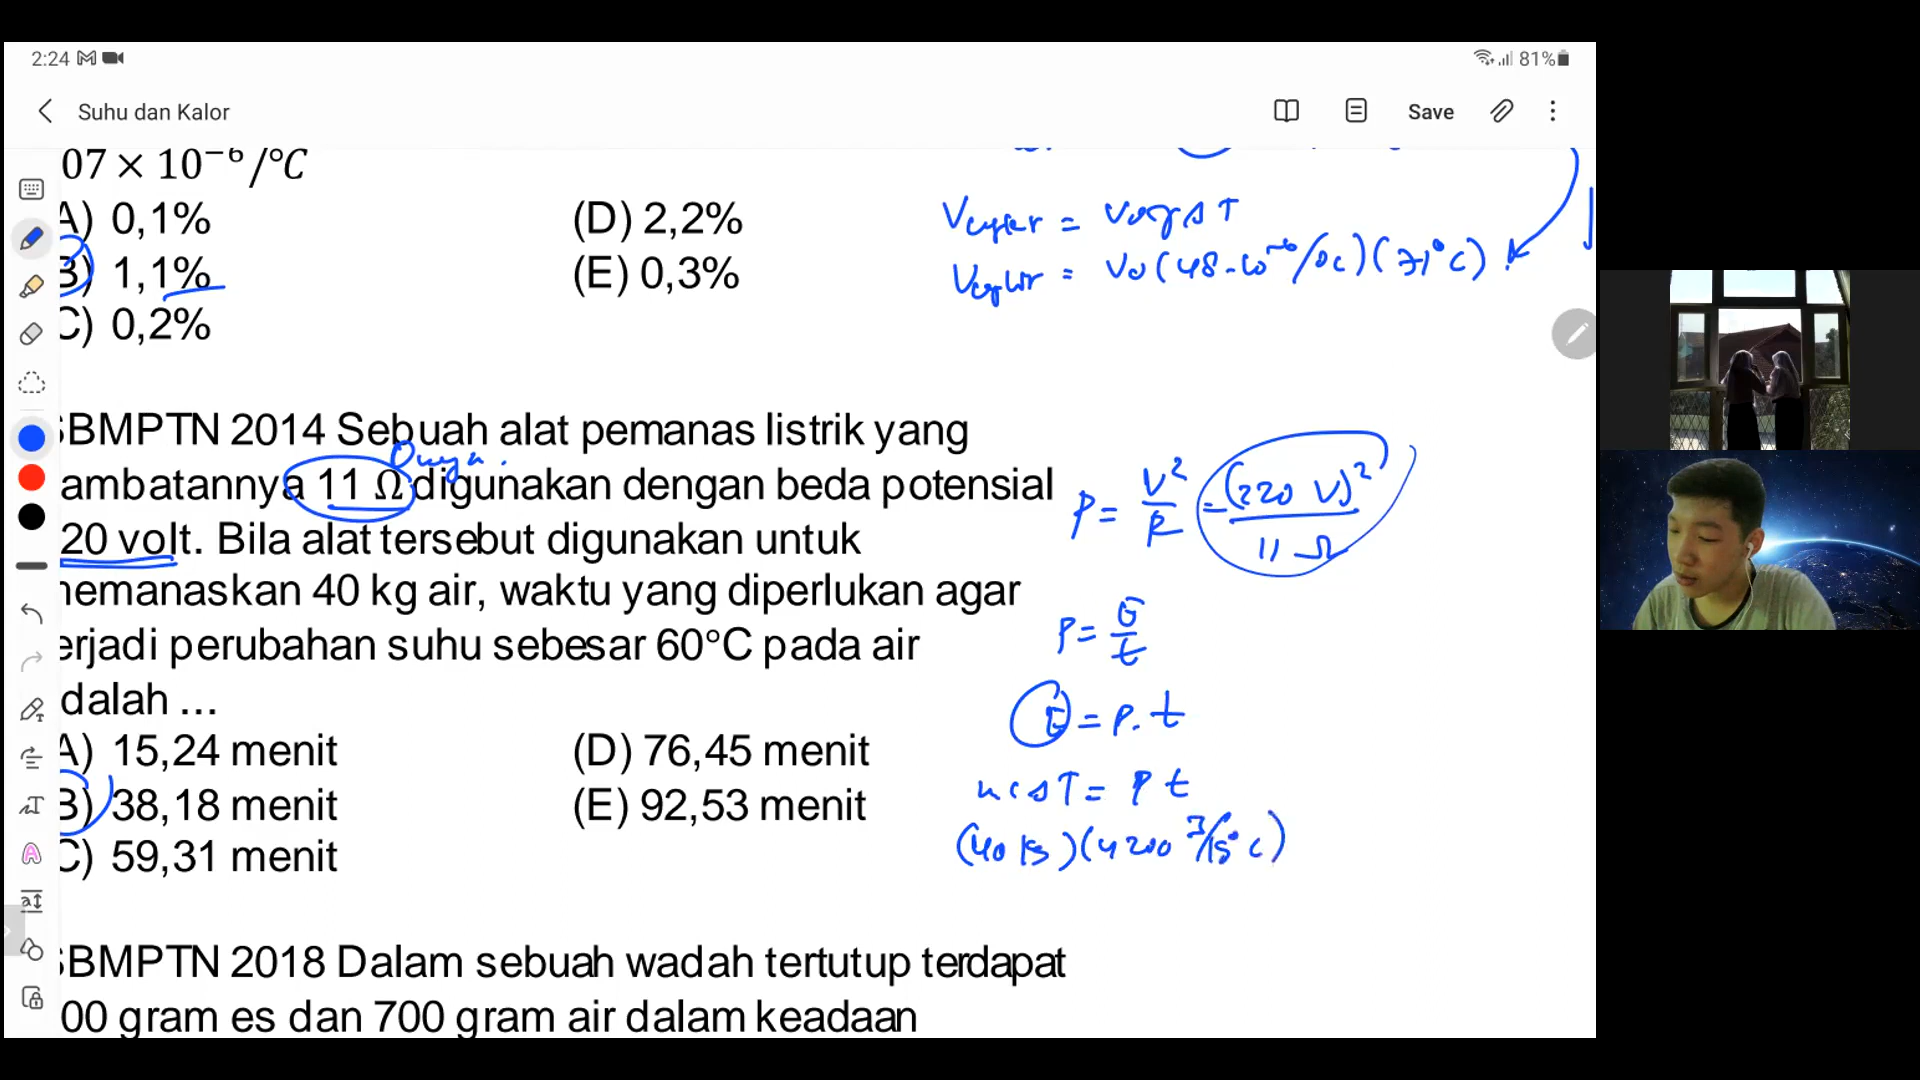 2:24 81%
Suhu dan Kalor Save
07 × 10⁻⁶/°C
A) 0,1% (D) 2,2%
B) 1,1% (E) 0,3%
C) 0,2%
V = V₀γΔT
V = V₀(48·10⁻⁶/°C)(71°C)
SBMPTN 2014 Sebuah alat pemanas listrik yang
ambatannya 11 Ω digunakan dengan beda potensial
20 volt. Bila alat tersebut digunakan untuk
nemanaskan 40 kg air, waktu yang diperlukan agar
erjadi perubahan suhu sebesar 60°C pada air
dalah ...
A) 15,24 menit (D) 76,45 menit
B) 38,18 menit (E) 92,53 menit
C) 59,31 menit
P = V²/R = (220 V)²/11 Ω
P = E/t
E = P.t
mcΔT = Pt
(40 kg)(4200 J/kg°C)
SBMPTN 2018 Dalam sebuah wadah tertutup terdapat
00 gram es dan 700 gram air dalam keadaan